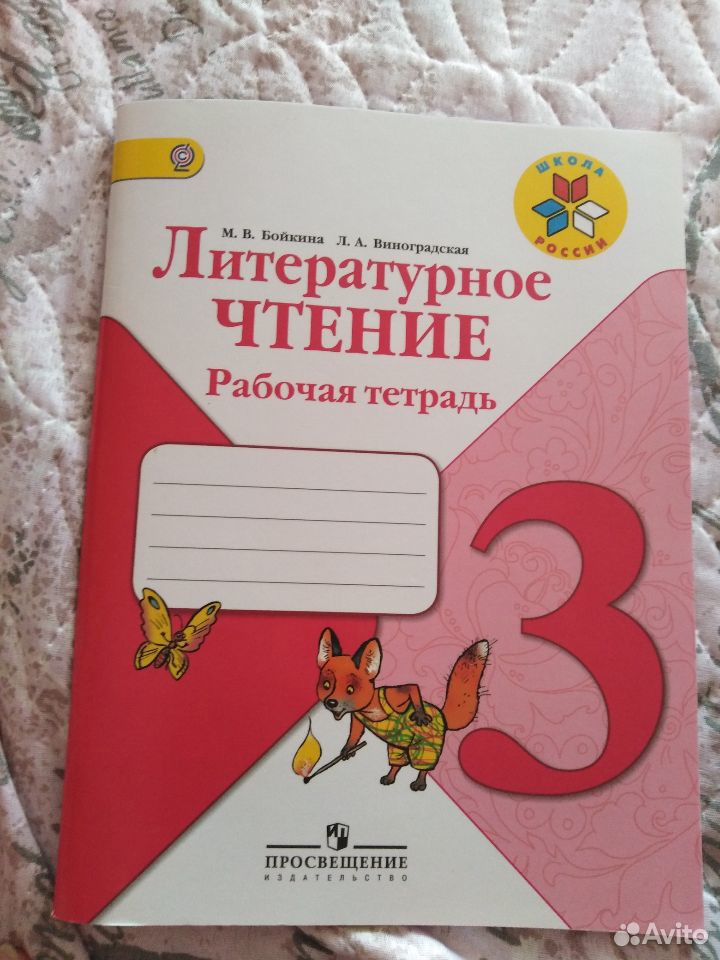 ШКОЛА
РОССИИ
М. В. Бойкина Л. А. Виноградская
Литературное
ЧТЕНИЕ
Рабочая тетрадь
3
ПРОСВЕЩЕНИЕ
ИЗДАТЕЛЬСТВО
Avito